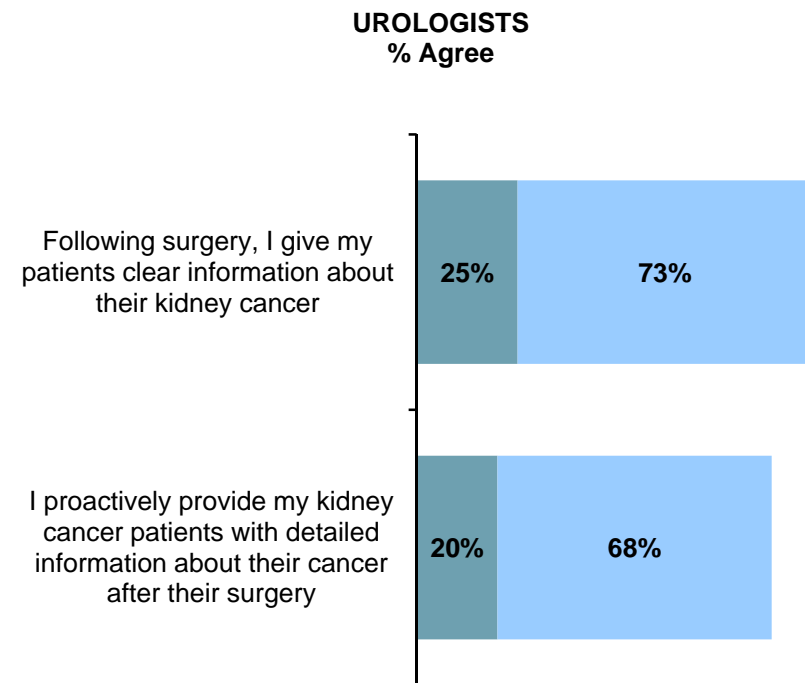 UROLOGISTS
% Agree
Following surgery, I give my
patients clear information about
their kidney cancer
25%
73%
I proactively provide my kidney
cancer patients with detailed
information about their cancer
after their surgery
20%
68%